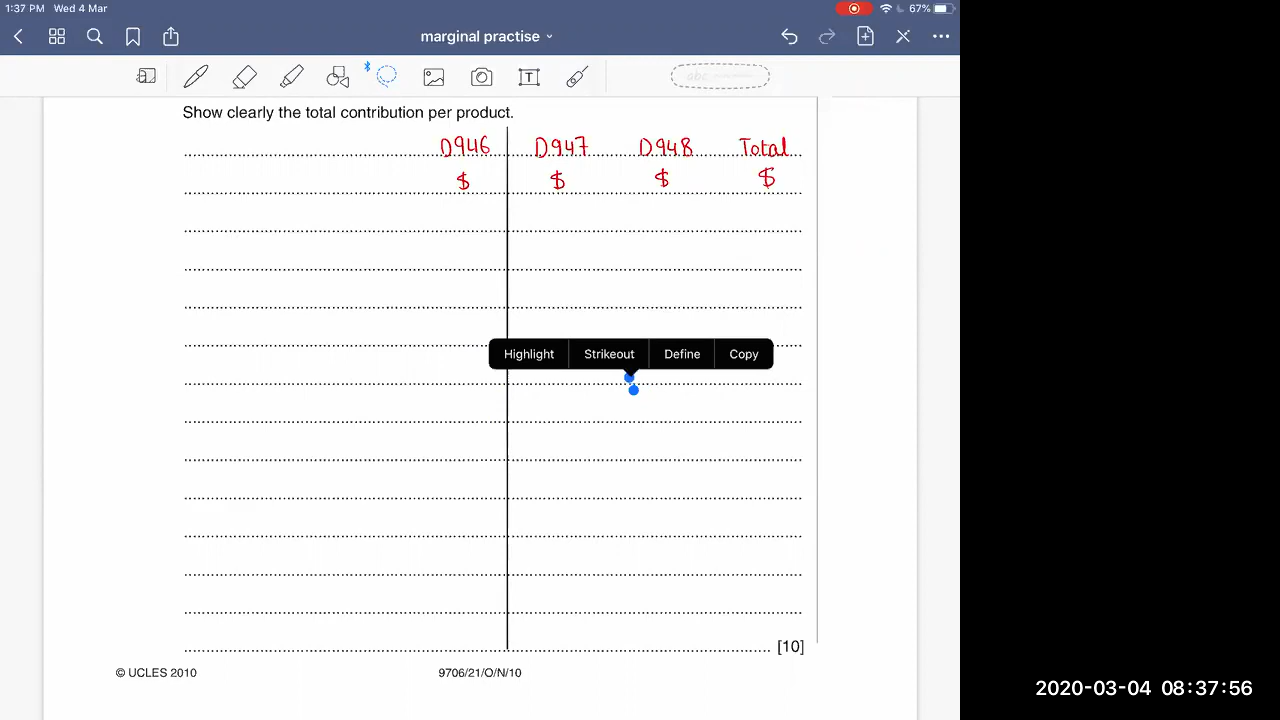 1:37 PM Wed 4 Mar
67%
marginal practise
Show clearly the total contribution per product.
D946 D947 D948 Total
$ $ $ $
Highlight Strikeout Define Copy
[10]
© UCLES 2010
9706/21/O/N/10
2020-03-04 08:37:56